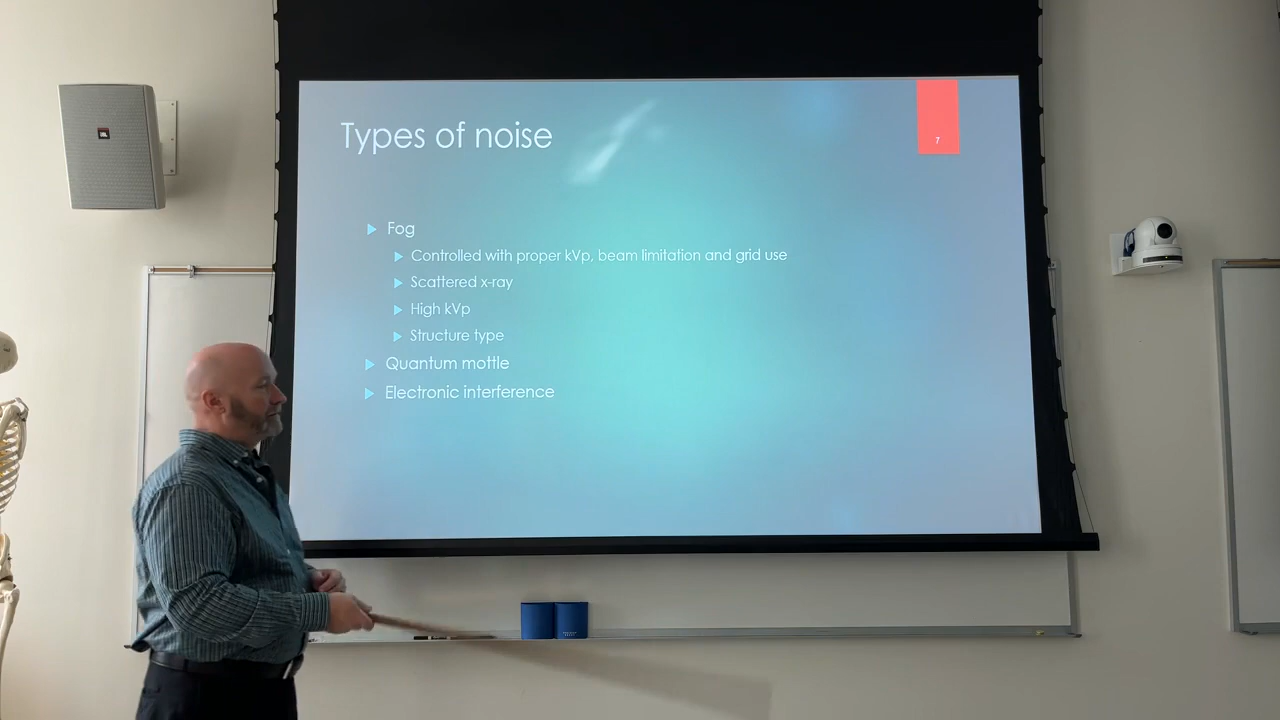 Types of noise
7
Fog
Controlled with proper kVp, beam limitation and grid use
Scattered x-ray
High kVp
Structure type
Quantum mottle
Electronic interference
JBL